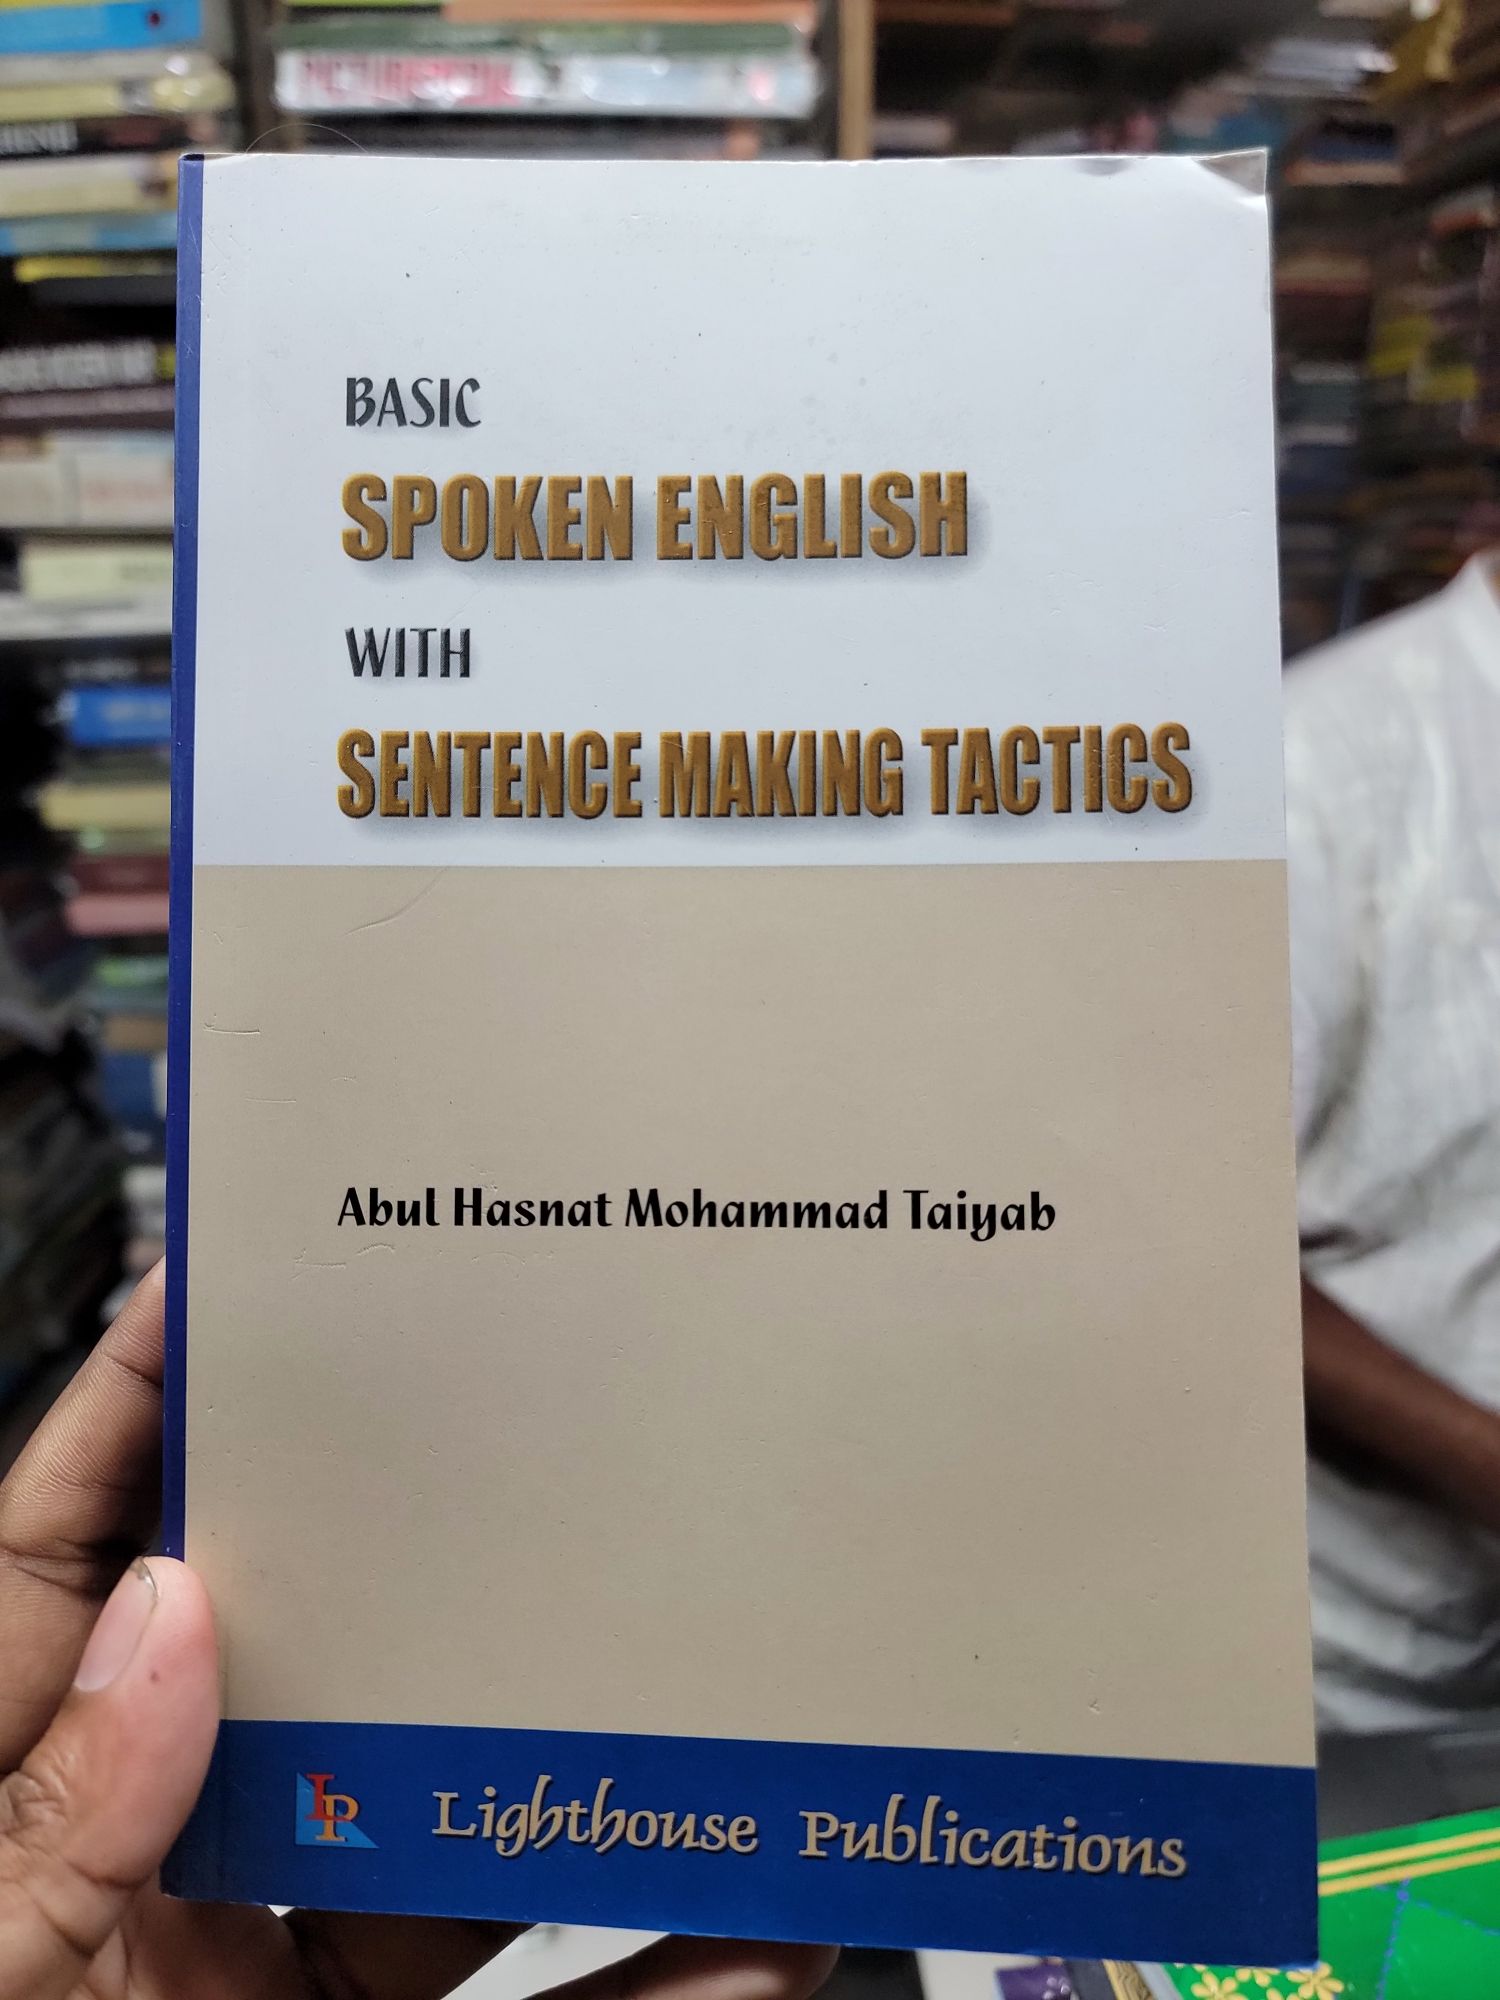 BASIC
SPOKEN ENGLISH
WITH
SENTENCE MAKING TACTICS
Abul Hasnat Mohammad Taiyab
LP Lighthouse Publications